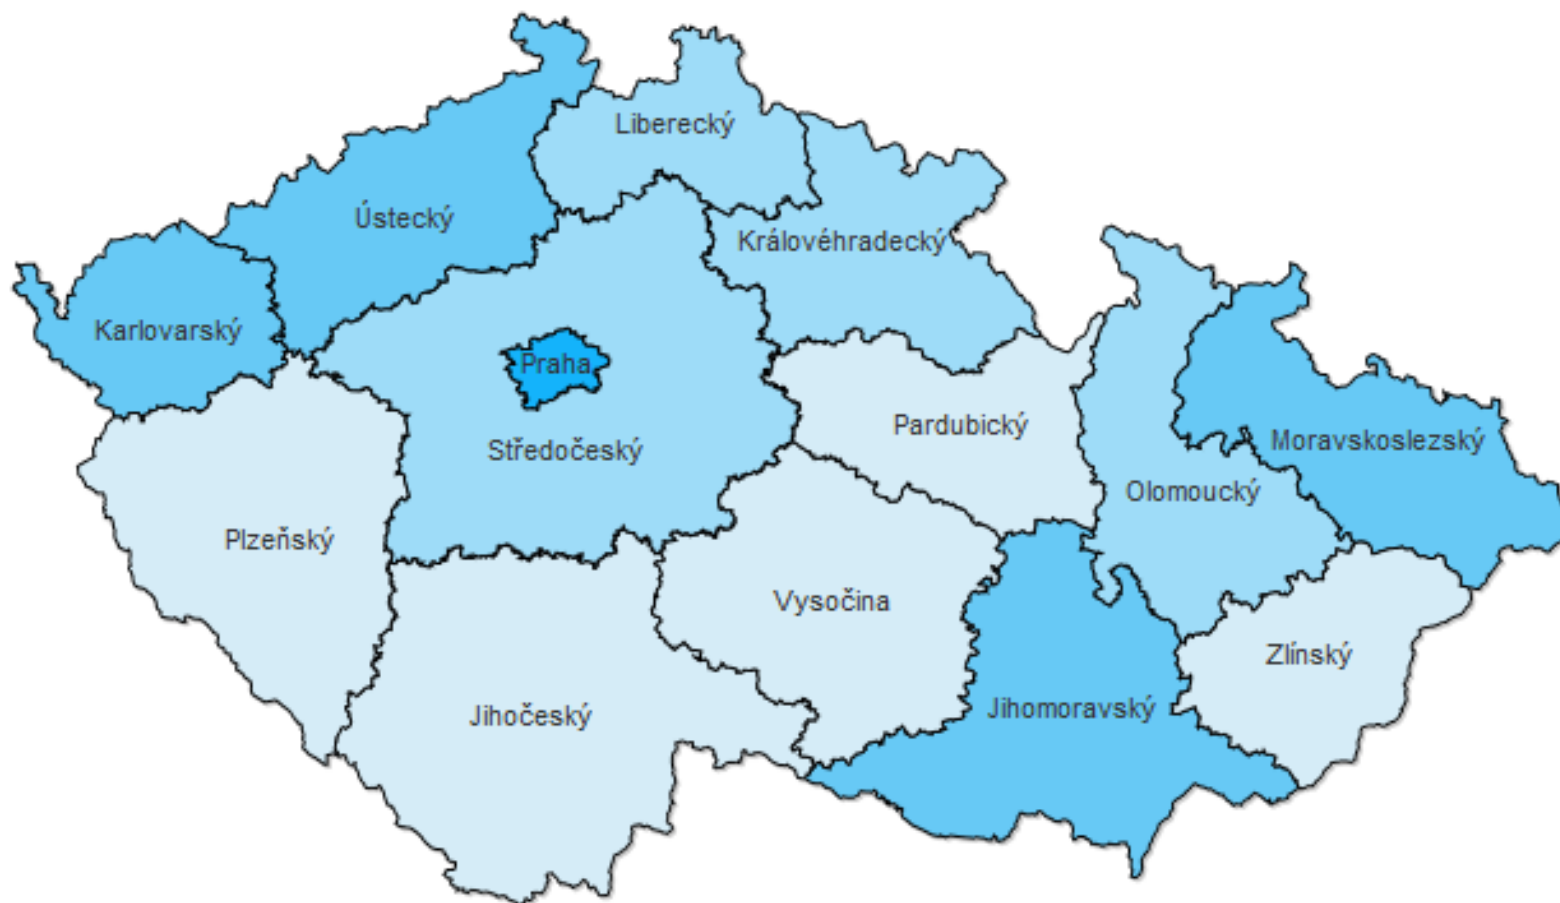 Liberecký
Ústecký
Královéhradecký
Karlovarský
Praha
Pardubický
Středočeský
Moravskoslezský
Olomoucký
Plzeňský
Vysočina
Zlínský
Jihomoravský
Jihočeský